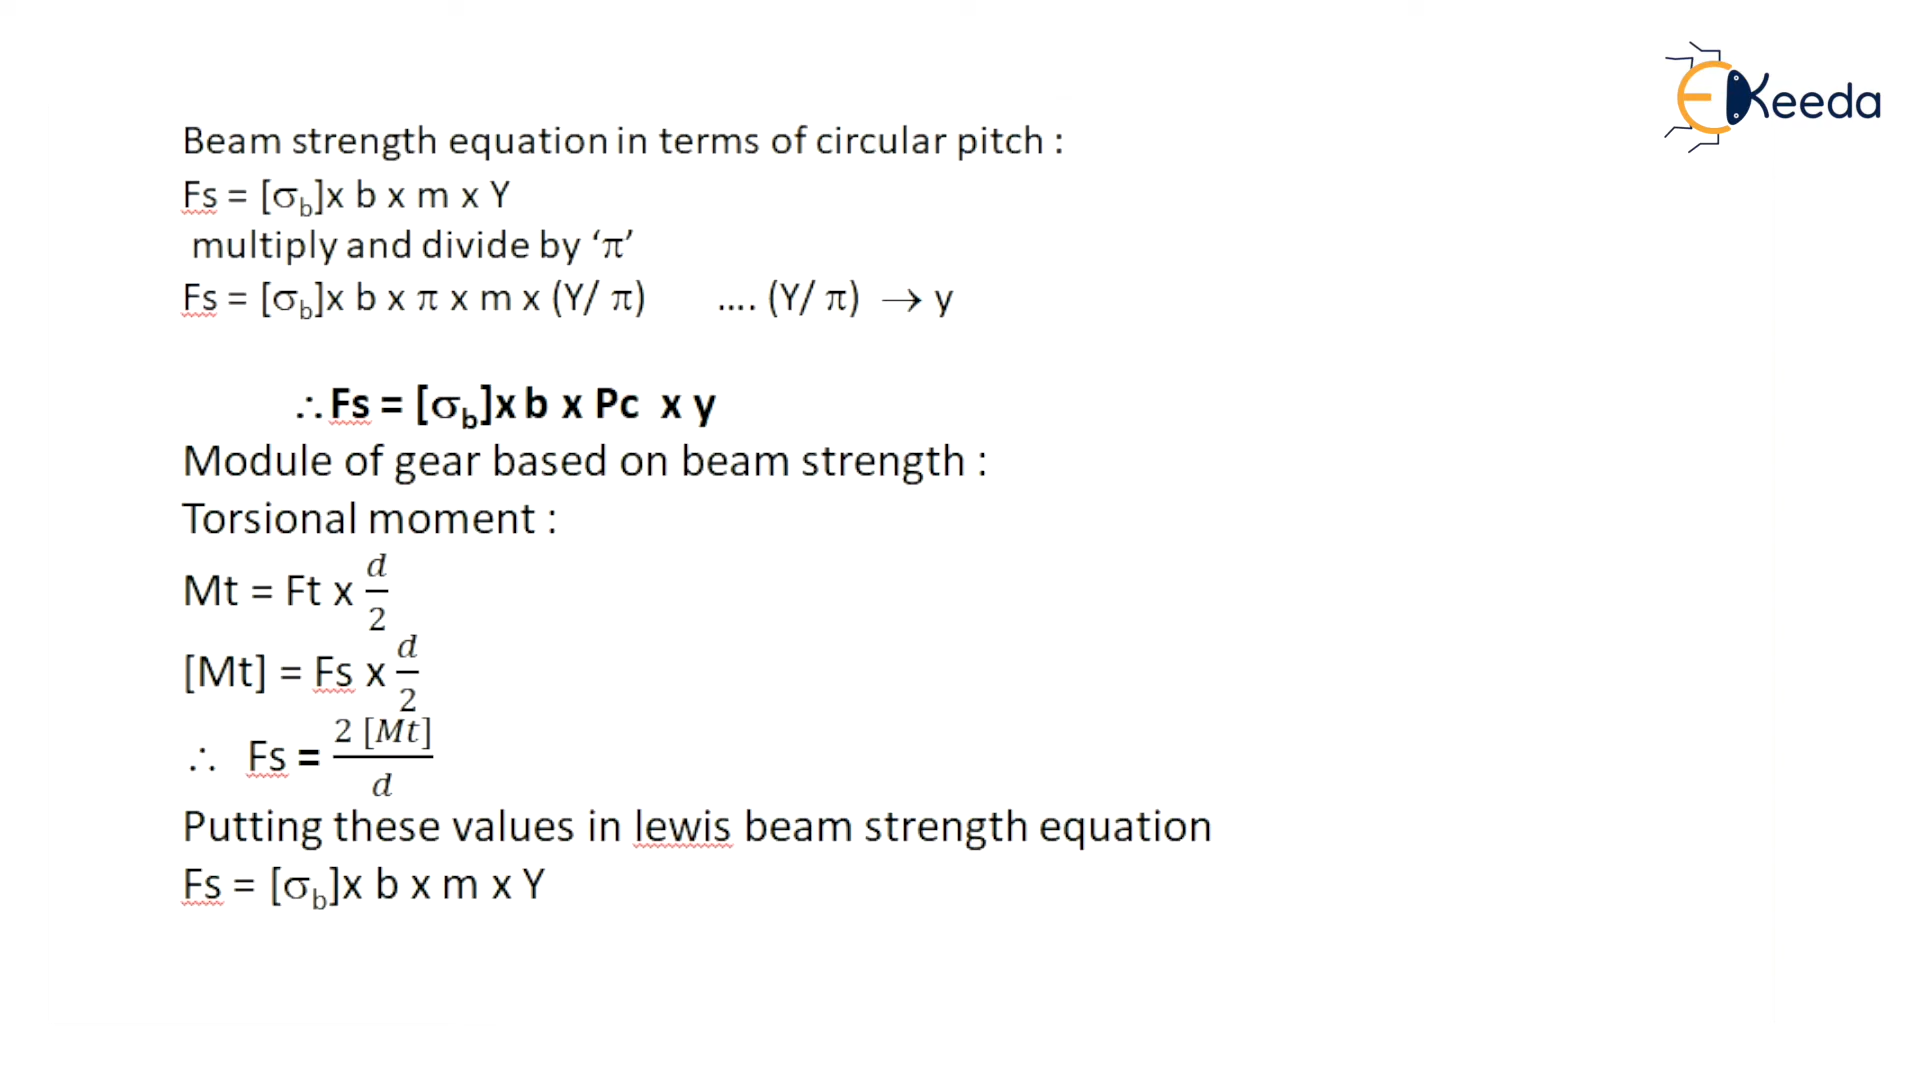 EKeeda
Beam strength equation in terms of circular pitch :
Fs = [σb]x b x m x Y
multiply and divide by ‘π’
Fs = [σb]x b x π x m x (Y/ π) .... (Y/ π) → y
∴ Fs = [σb]x b x Pc x y
Module of gear based on beam strength :
Torsional moment :
Mt = Ft x d/2
[Mt] = Fs x d/2
∴ Fs = 2 [Mt]/d
Putting these values in lewis beam strength equation
Fs = [σb]x b x m x Y